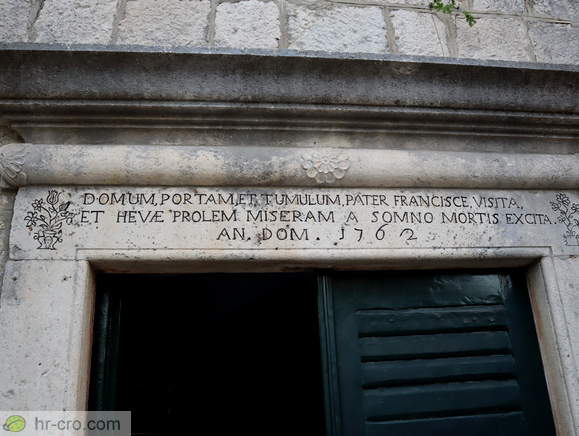 DOMUM, PORTAM, ET, TUMULUM, PATER FRANCISCE, VISITA,
ET HEVÆ PROLEM MISERAM A SOMNO MORTIS EXCITA.
AN. DOM. 1762
hr-cro.com